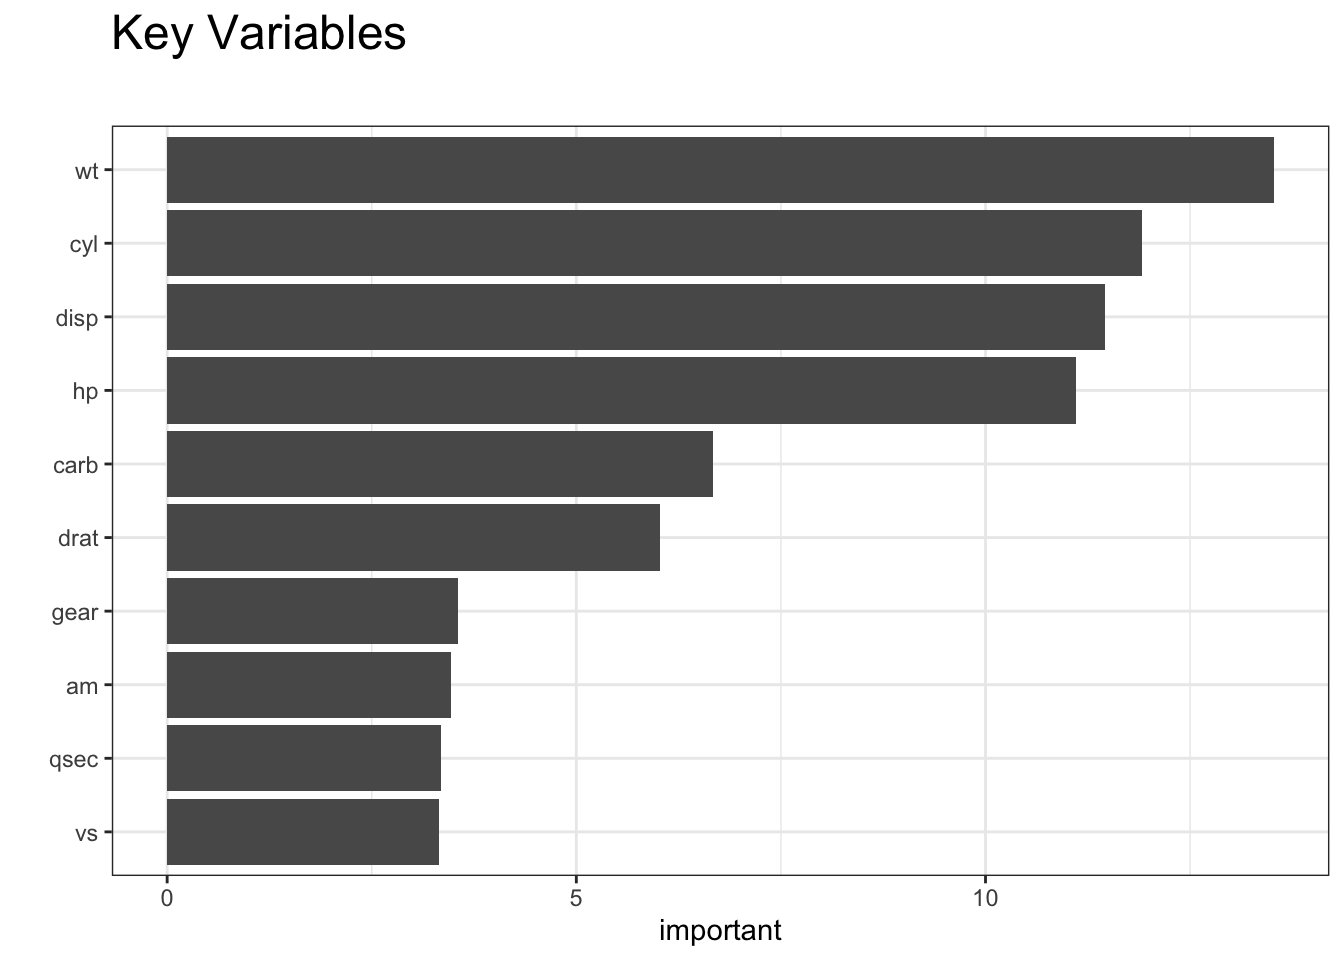 Key Variables
wt
cyl
disp
hp
carb
drat
gear
am
qsec
vs
0 5 10
important